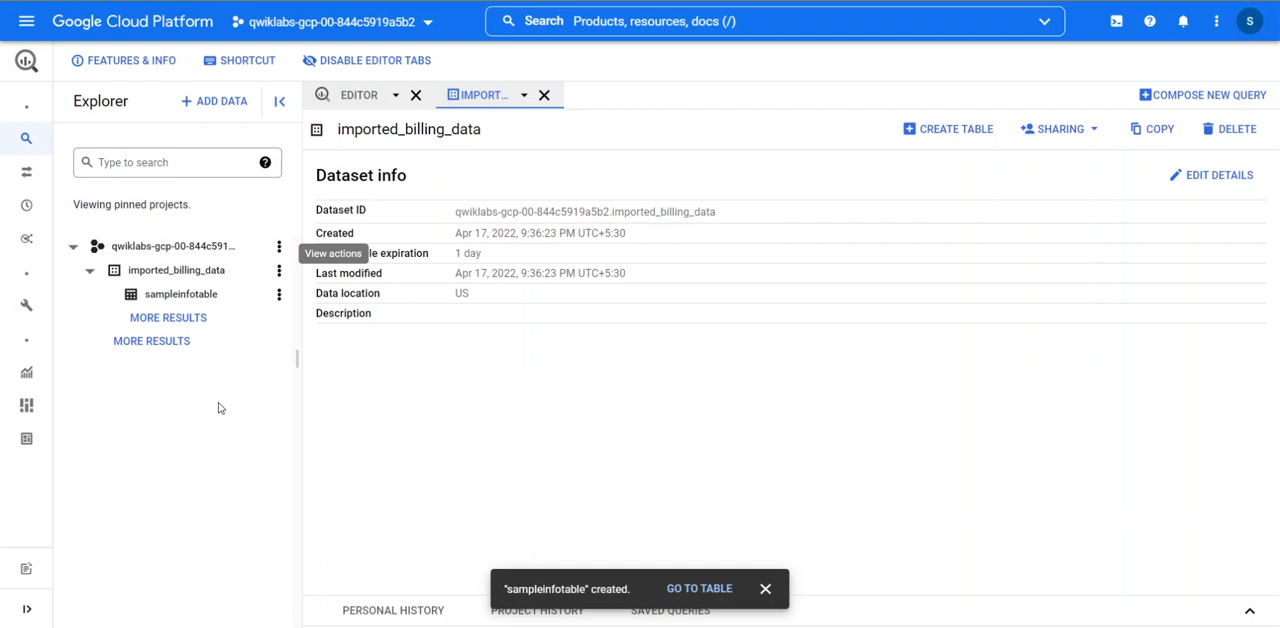 Google Cloud Platform
qwiklabs-gcp-00-844c5919a5b2
Search Products, resources, docs (/)
S
FEATURES & INFO
SHORTCUT
DISABLE EDITOR TABS
Explorer
+ ADD DATA
EDITOR
IMPORT...
COMPOSE NEW QUERY
imported_billing_data
CREATE TABLE
SHARING
COPY
DELETE
Type to search
Dataset info
EDIT DETAILS
Viewing pinned projects.
Dataset ID
qwiklabs-gcp-00-844c5919a5b2.imported_billing_data
Created
Apr 17, 2022, 9:36:23 PM UTC+5:30
qwiklabs-gcp-00-844c591...
View actions
expiration
1 day
imported_billing_data
Last modified
Apr 17, 2022, 9:36:23 PM UTC+5:30
sampleinfotable
Data location
US
MORE RESULTS
Description
MORE RESULTS
"sampleinfotable" created.
GO TO TABLE
PERSONAL HISTORY
PROJECT HISTORY
SAVED QUERIES